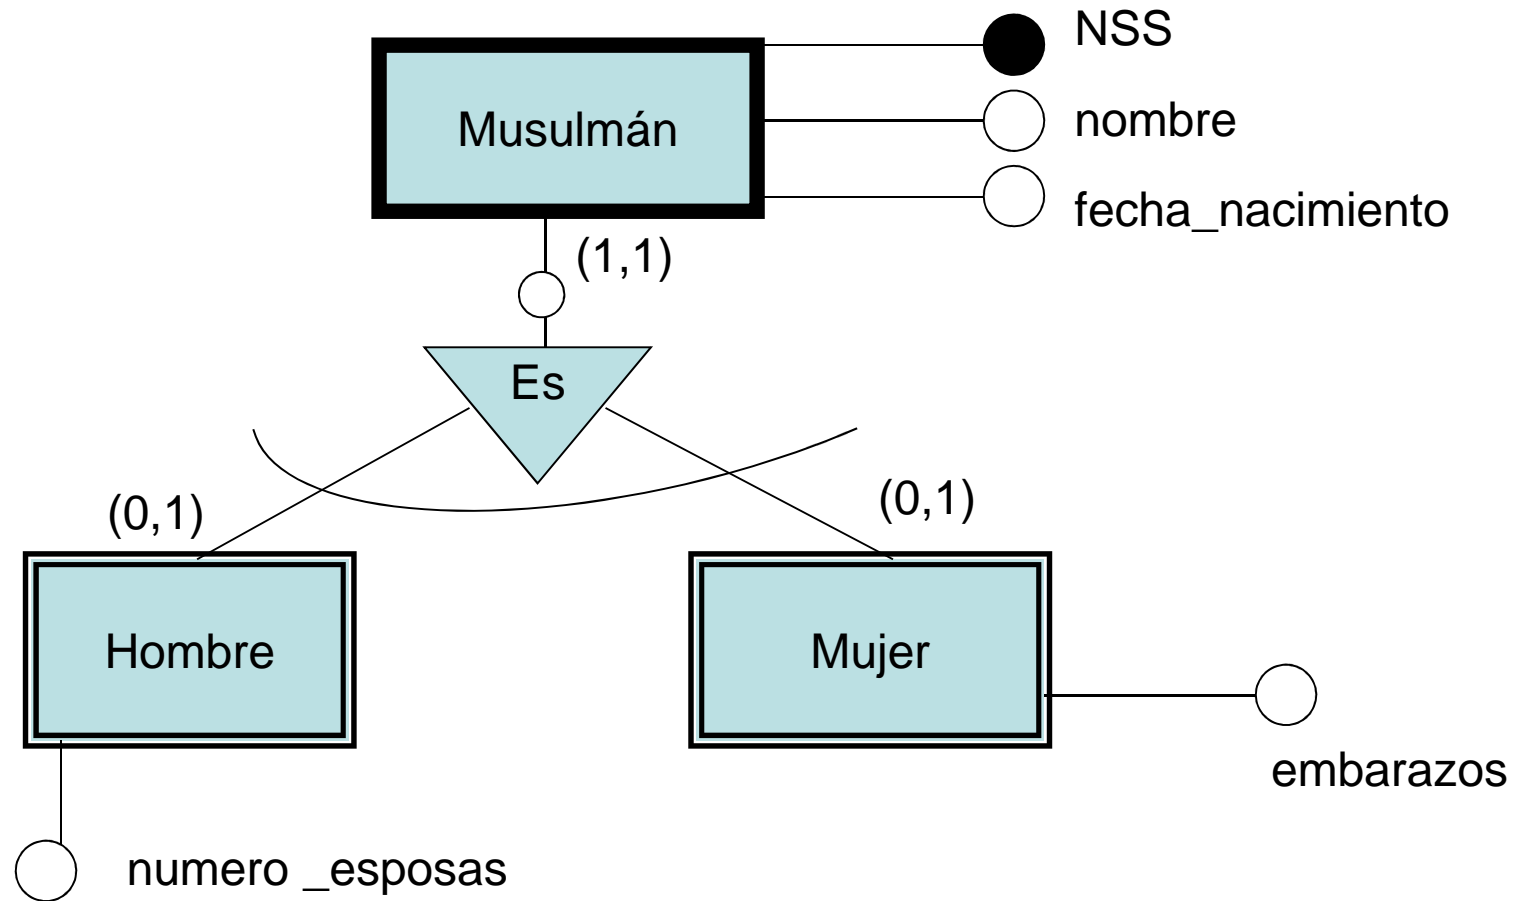 NSS
Musulmán
nombre
fecha_nacimiento
(1,1)
Es
(0,1)
(0,1)
Hombre
Mujer
embarazos
numero _esposas